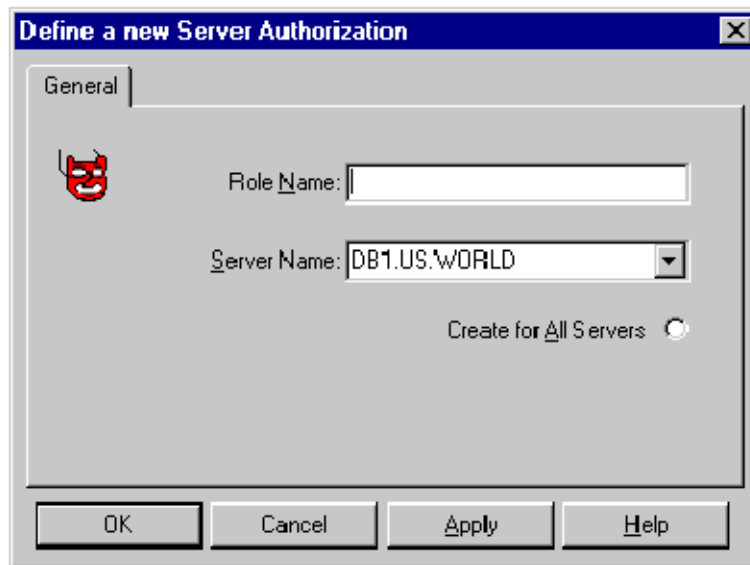 Define a new Server Authorization
General
Role Name:
Server Name: DB1.US.WORLD
Create for All Servers
OK Cancel Apply Help